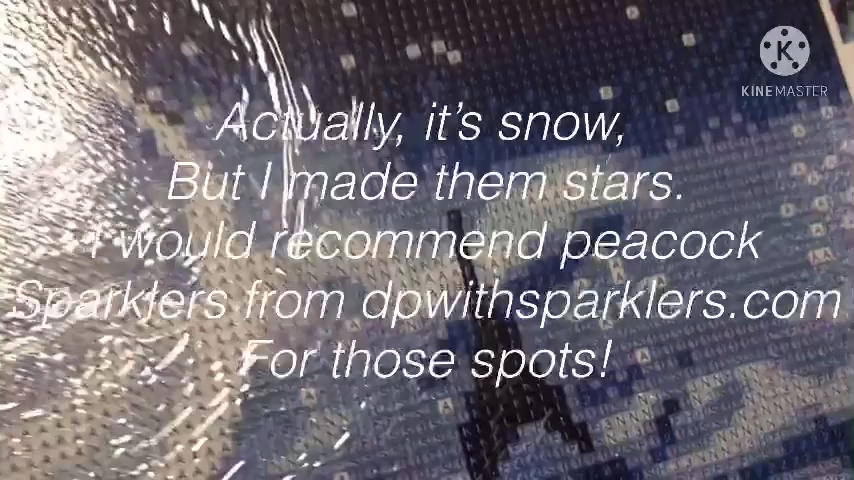 KINEMASTER
Actually, it’s snow,
But I made them stars.
I would recommend peacock
Sparklers from dpwithsparklers.com
For those spots!